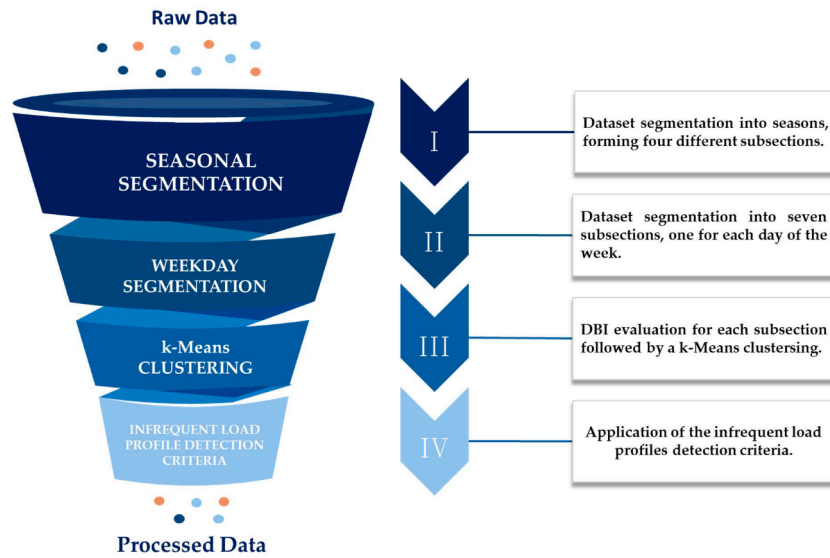 Raw Data
SEASONAL
SEGMENTATION
WEEKDAY
SEGMENTATION
k-Means
CLUSTERING
INFREQUENT LOAD
PROFILE DETECTION
CRITERIA
Processed Data
I
Dataset segmentation into seasons,
forming four different subsections.
II
Dataset segmentation into seven
subsections, one for each day of the
week.
III
DBI evaluation for each subsection
followed by a k-Means clustersing.
IV
Application of the infrequent load
profiles detection criteria.